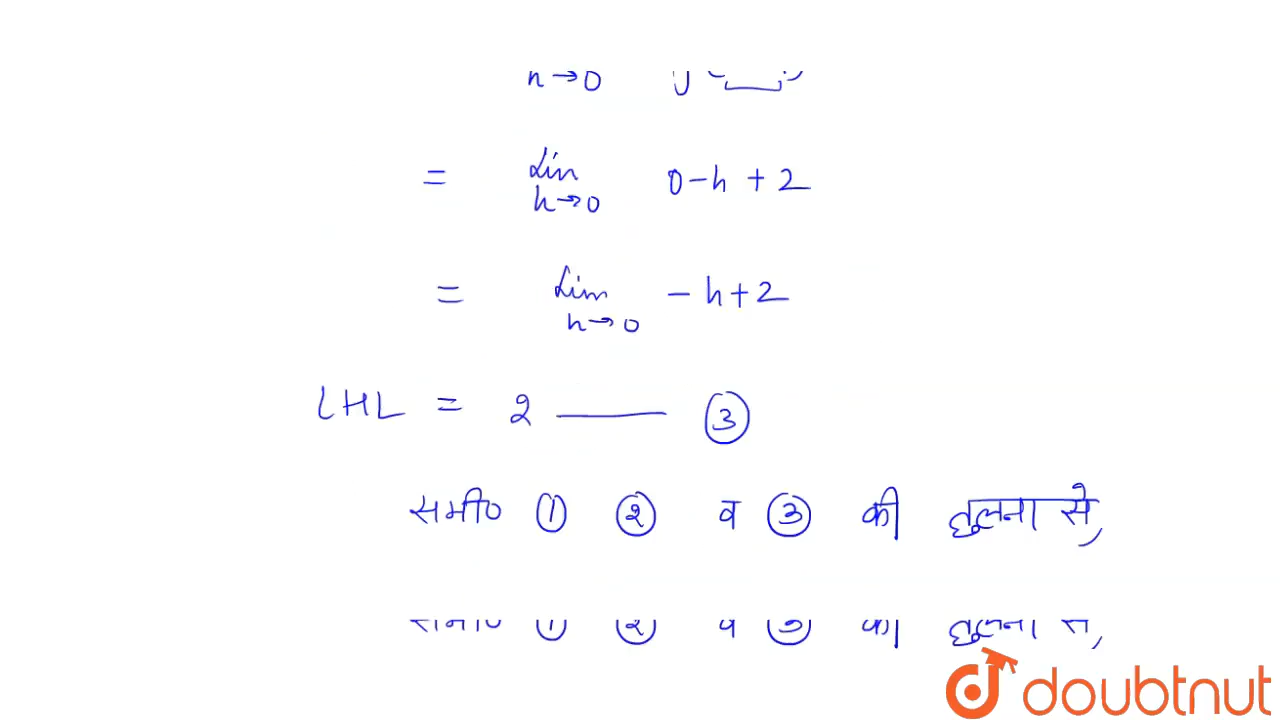 h→0
= Lim 0-h+2
h→0
= Lim -h+2
h→0
LHL = 2 —— ③
समी० ① ② व ③ की तुलना से,
doubtnut